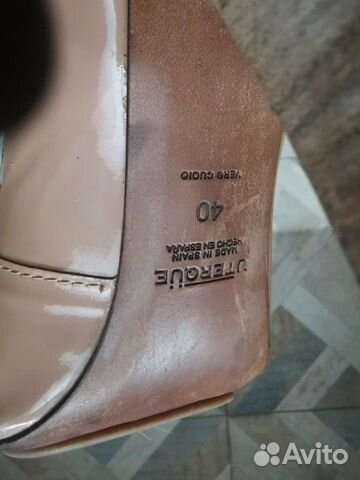 UTERQÜE
HECHO EN ESPAÑA
MADE IN SPAIN
40
VERO CUOIO
Avito